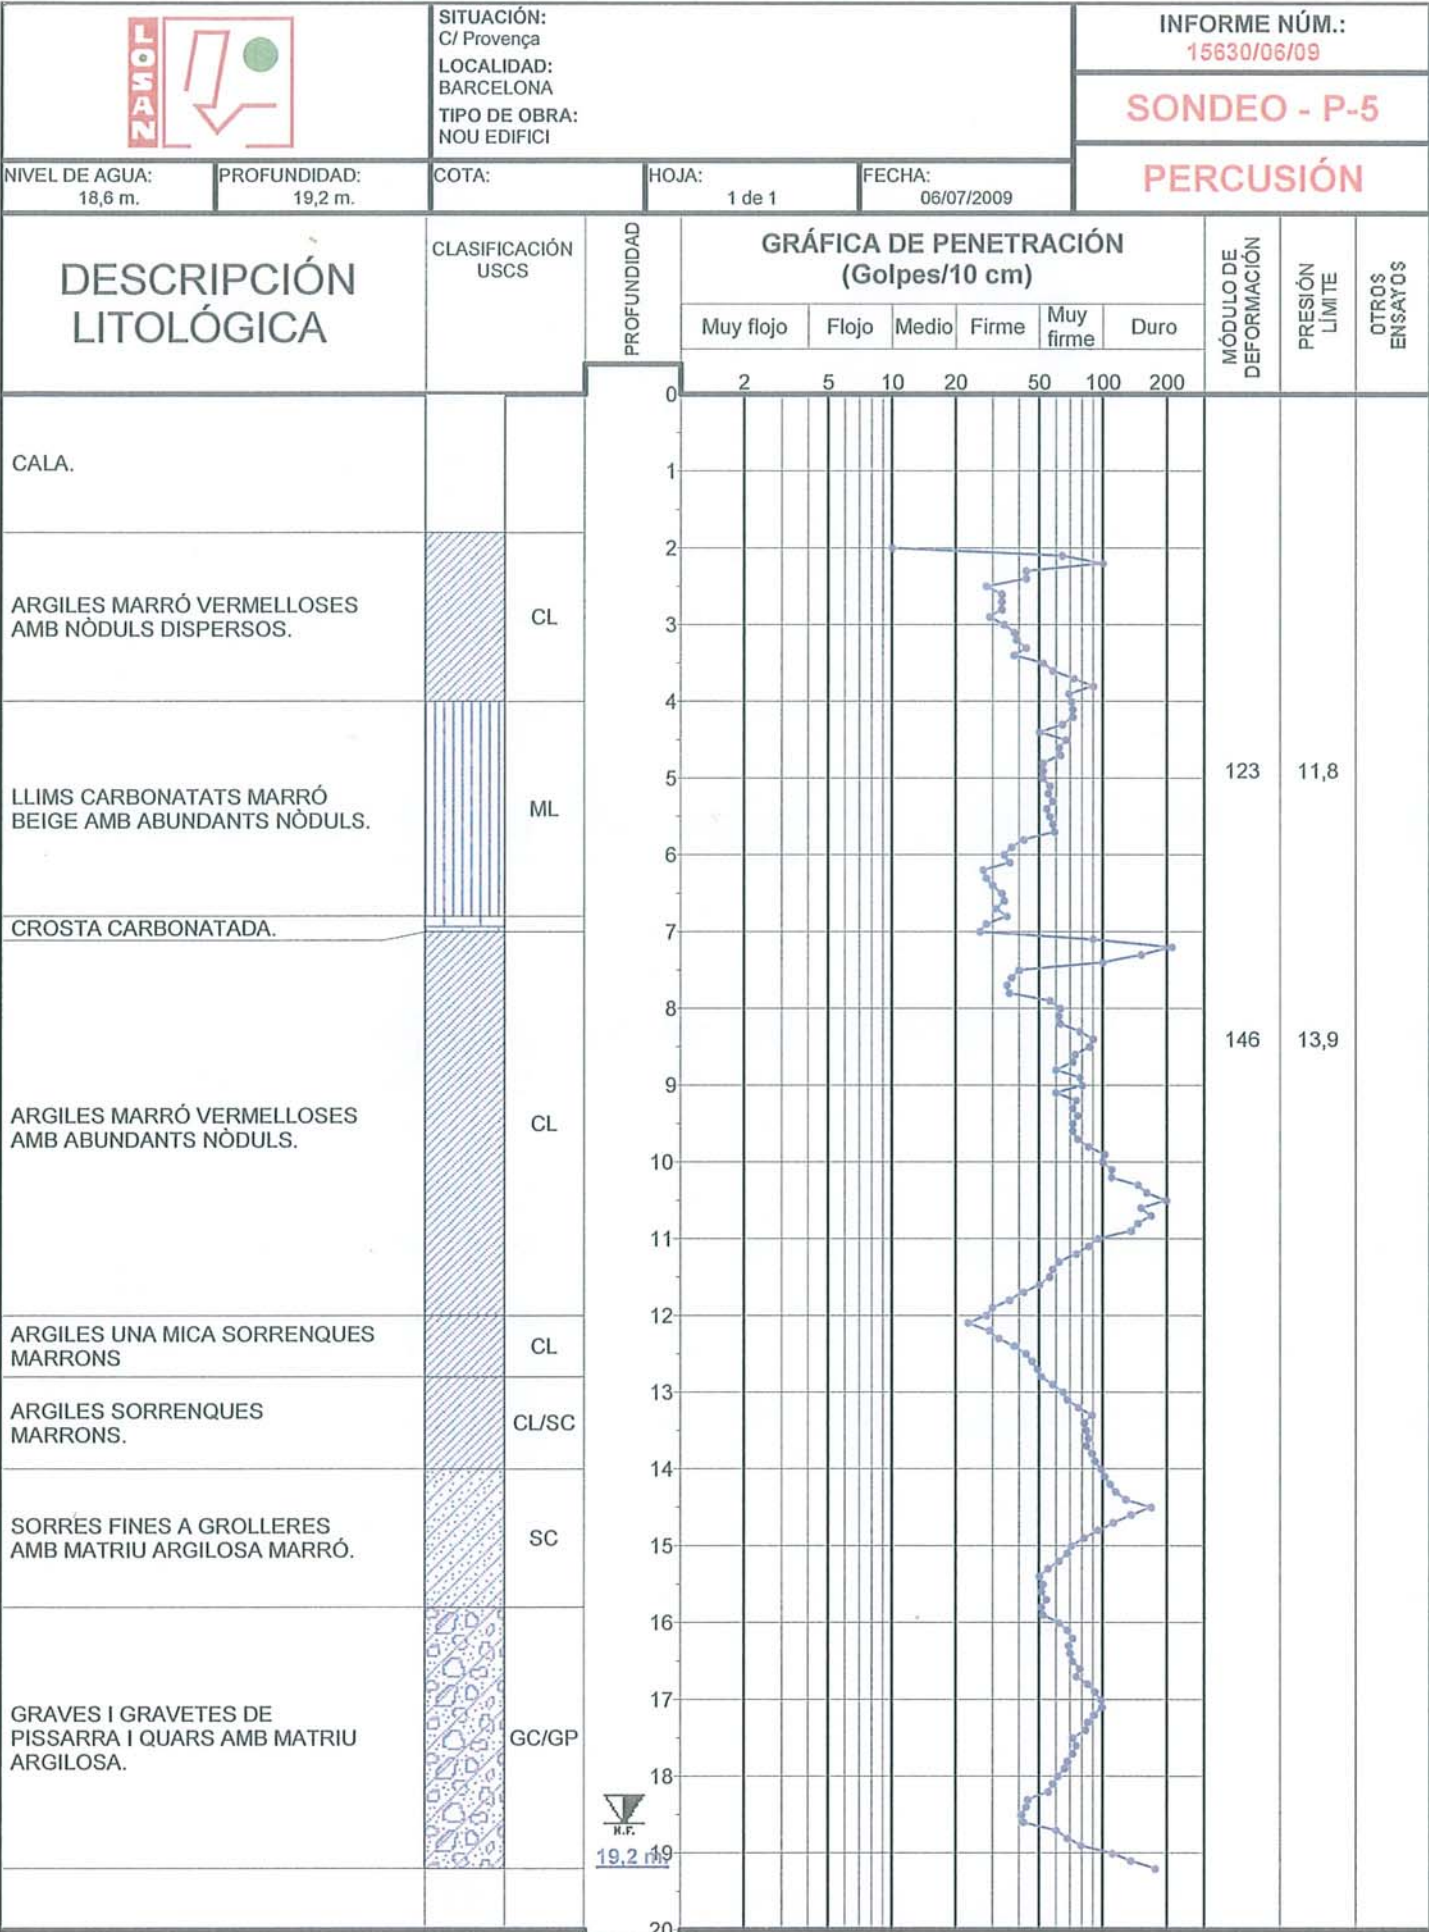 LOSAN
SITUACIÓN:
C/ Provença
LOCALIDAD:
BARCELONA
TIPO DE OBRA:
NOU EDIFICI
INFORME NÚM.:
15630/06/09
SONDEO - P-5
PERCUSIÓN
NIVEL DE AGUA:
18,6 m.
PROFUNDIDAD:
19,2 m.
COTA:
HOJA:
1 de 1
FECHA:
06/07/2009
DESCRIPCIÓN
LITOLÓGICA
CLASIFICACIÓN
USCS
PROFUNDIDAD
GRÁFICA DE PENETRACIÓN
(Golpes/10 cm)
Muy flojo
Flojo
Medio
Firme
Muy
firme
Duro
MÓDULO DE
DEFORMACIÓN
PRESIÓN
LÍMITE
OTROS
ENSAYOS
2 5 10 20 50 100 200
0
CALA.
1
2
ARGILES MARRÓ VERMELLOSES
AMB NÒDULS DISPERSOS.
CL
3
4
LLIMS CARBONATATS MARRÓ
BEIGE AMB ABUNDANTS NÒDULS.
ML
5
123
11,8
6
CROSTA CARBONATADA.
7
8
146
13,9
9
ARGILES MARRÓ VERMELLOSES
AMB ABUNDANTS NÒDULS.
CL
10
11
12
ARGILES UNA MICA SORRENQUES
MARRONS
CL
13
ARGILES SORRENQUES
MARRONS.
CL/SC
14
SORRES FINES A GROLLERES
AMB MATRIU ARGILOSA MARRÓ.
SC
15
16
17
GRAVES I GRAVETES DE
PISSARRA I QUARS AMB MATRIU
ARGILOSA.
GC/GP
18
N.F.
19,2 m.
19
20